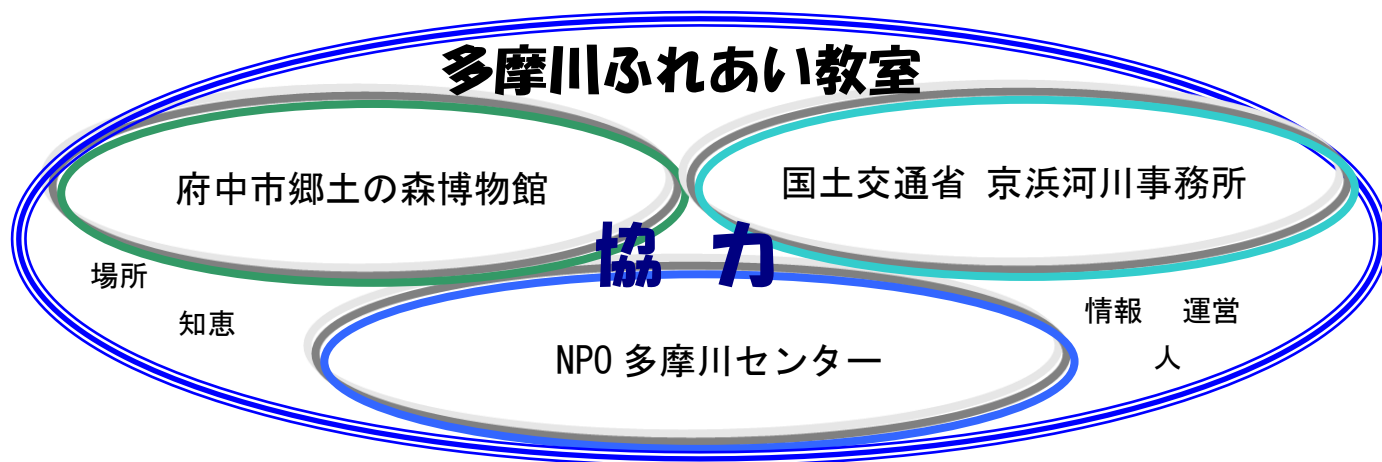 多摩川ふれあい教室
府中市郷土の森博物館
国土交通省 京浜河川事務所
協 力
場所
知恵
情報 運営
人
NPO 多摩川センター